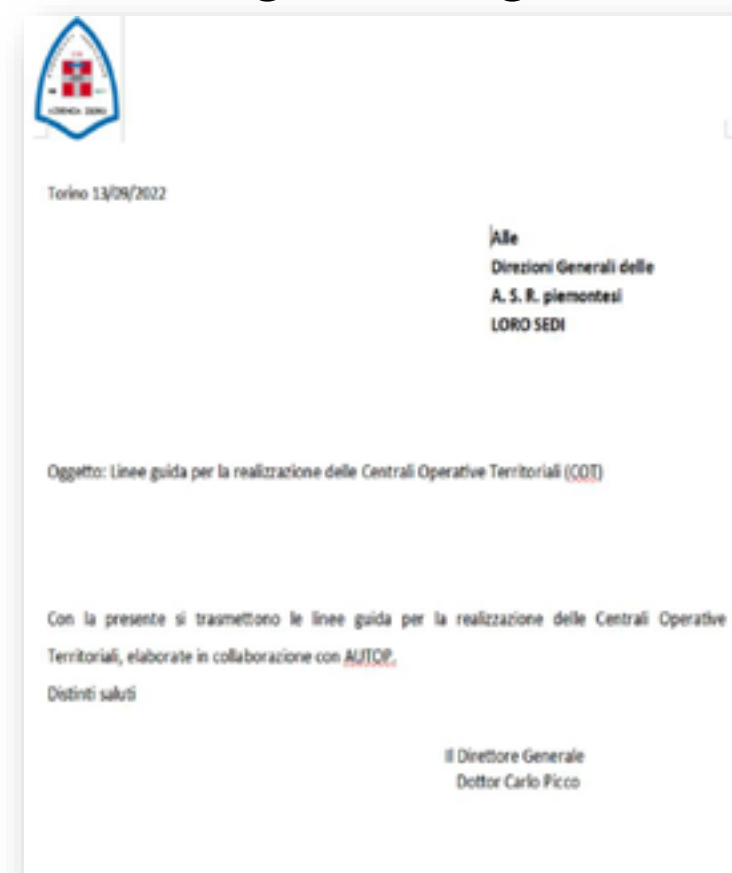 AZIENDA ZERO
Torino 13/09/2022
Alle
Direzioni Generali delle
A. S. R. piemontesi
LORO SEDI
Oggetto: Linee guida per la realizzazione delle Centrali Operative Territoriali (COT)
Con la presente si trasmettono le linee guida per la realizzazione delle Centrali Operative
Territoriali, elaborate in collaborazione con AUTOP.
Distinti saluti
Il Direttore Generale
Dottor Carlo Picco